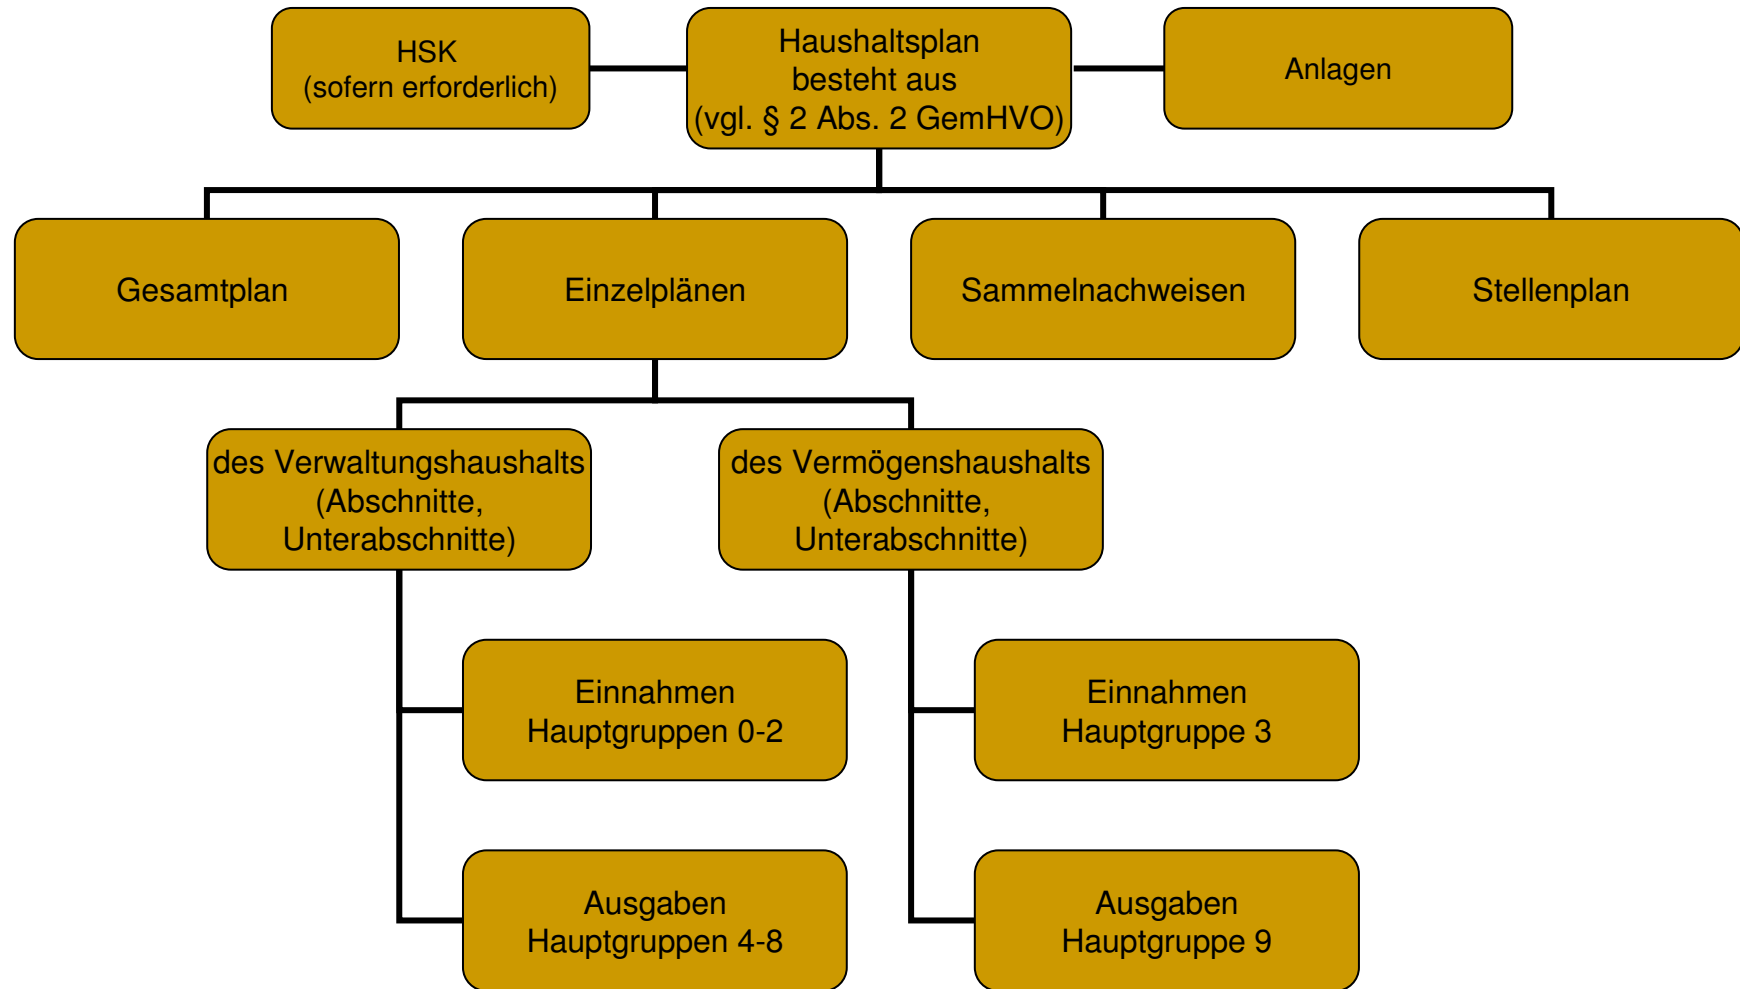 HSK
(sofern erforderlich)
Haushaltsplan
besteht aus
(vgl. § 2 Abs. 2 GemHVO)
Anlagen
Gesamtplan
Einzelplänen
Sammelnachweisen
Stellenplan
des Verwaltungshaushalts
(Abschnitte,
Unterabschnitte)
des Vermögenshaushalts
(Abschnitte,
Unterabschnitte)
Einnahmen
Hauptgruppen 0-2
Einnahmen
Hauptgruppe 3
Ausgaben
Hauptgruppen 4-8
Ausgaben
Hauptgruppe 9